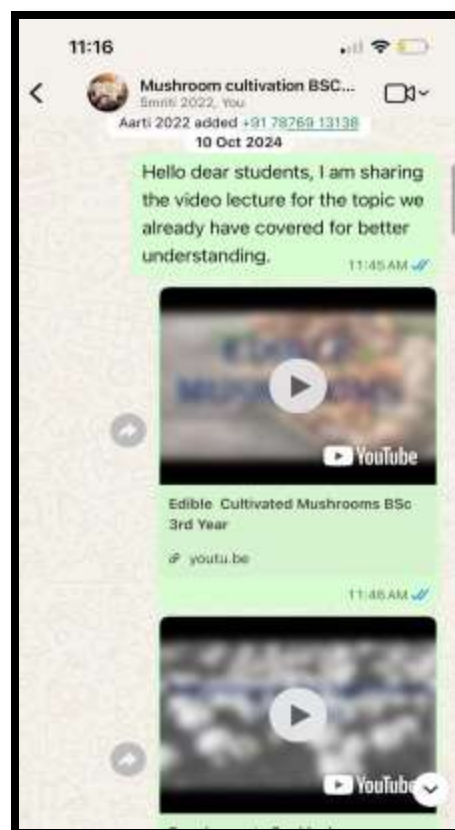 11:16
Mushroom cultivation BSC...
Smriti 2022, You
Aarti 2022 added +91 78769 13138
10 Oct 2024
Hello dear students, I am sharing
the video lecture for the topic we
already have covered for better
understanding.
11:45 AM
EDIBLE
MUSHROOMS
YouTube
Edible Cultivated Mushrooms BSc
3rd Year
youtu.be
11:46 AM
YouTube